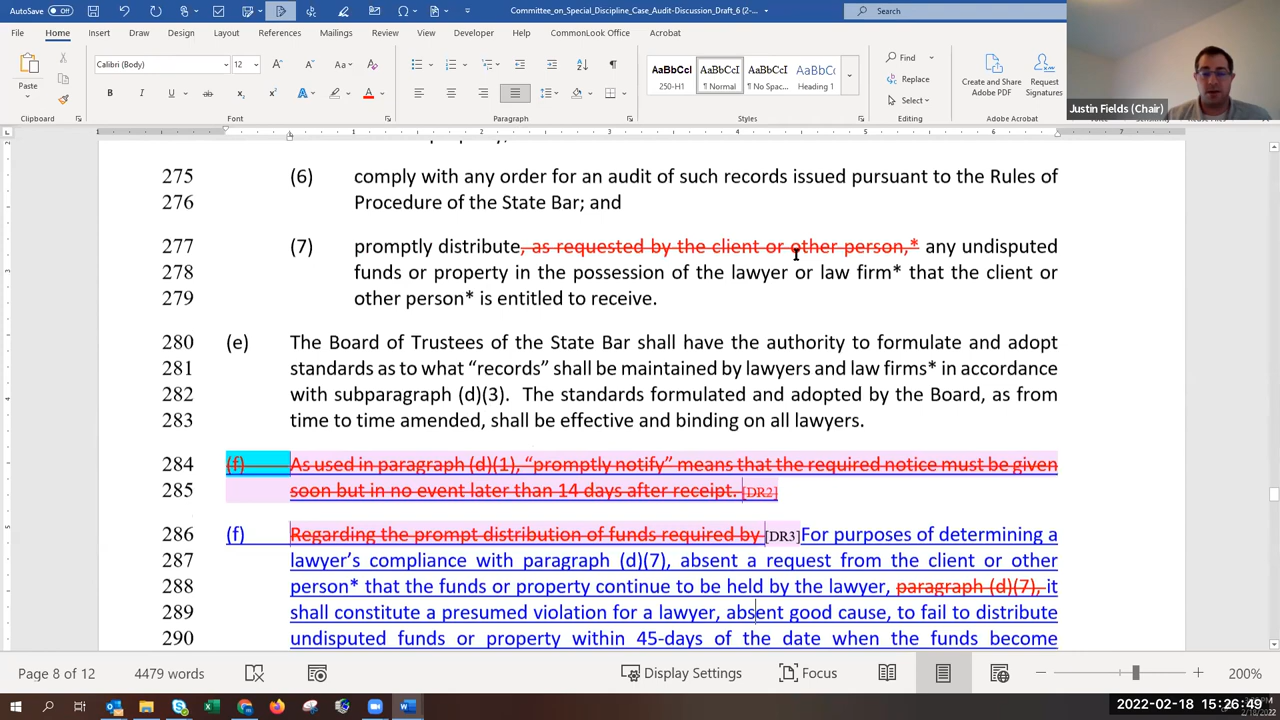 AutoSave Off
Committee_on_Special_Discipline_Case_Audit-Discussion_Draft_6 (2-...
Search
File Home Insert Draw Design Layout References Mailings Review View Developer Help CommonLook Office Acrobat
Paste
Calibri (Body) 12
Find
Replace
Select
AaBbCcI AaBbCcI AaBbCcI AaBbCcI
250-H1 ¶ Normal ¶ No Spac... Heading 1
Create and Share Adobe PDF
Request Signatures
Clipboard Font Paragraph Styles Editing Adobe Acrobat
Justin Fields (Chair)
275 (6) comply with any order for an audit of such records issued pursuant to the Rules of
276 Procedure of the State Bar; and
277 (7) promptly distribute, as requested by the client or other person,* any undisputed
278 funds or property in the possession of the lawyer or law firm* that the client or
279 other person* is entitled to receive.
280 (e) The Board of Trustees of the State Bar shall have the authority to formulate and adopt
281 standards as to what “records” shall be maintained by lawyers and law firms* in accordance
282 with subparagraph (d)(3). The standards formulated and adopted by the Board, as from
283 time to time amended, shall be effective and binding on all lawyers.
284 (f) As used in paragraph (d)(1), “promptly notify” means that the required notice must be given
285 soon but in no event later than 14 days after receipt. [DR2]
286 (f) Regarding the prompt distribution of funds required by [DR3]For purposes of determining a
287 lawyer’s compliance with paragraph (d)(7), absent a request from the client or other
288 person* that the funds or property continue to be held by the lawyer, paragraph (d)(7), it
289 shall constitute a presumed violation for a lawyer, absent good cause, to fail to distribute
290 undisputed funds or property within 45-days of the date when the funds become
Page 8 of 12 4479 words Display Settings Focus 200%
2022-02-18 15:26:49